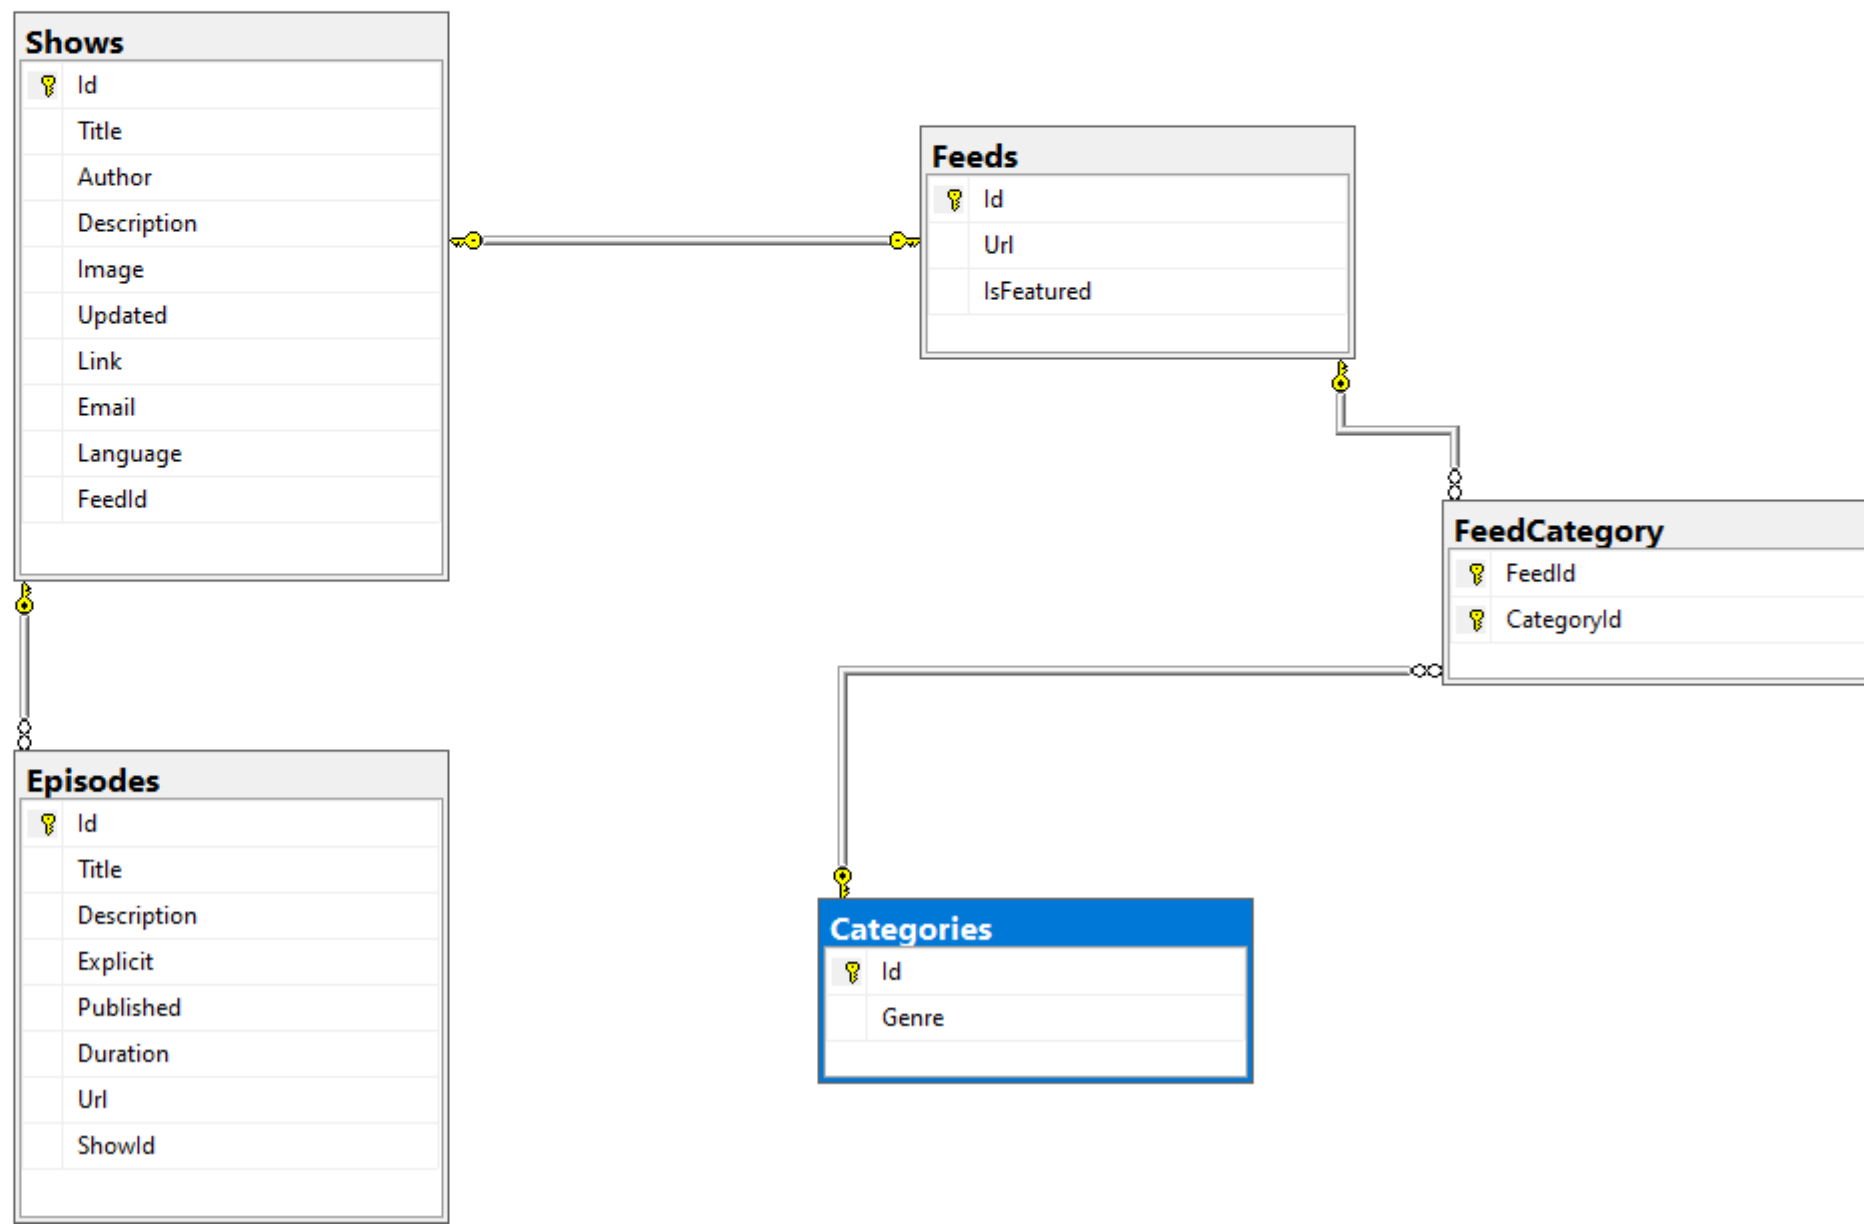 Shows
Id
Title
Author
Description
Image
Updated
Link
Email
Language
FeedId
Feeds
Id
Url
IsFeatured
FeedCategory
FeedId
CategoryId
Episodes
Id
Title
Description
Explicit
Published
Duration
Url
ShowId
Categories
Id
Genre